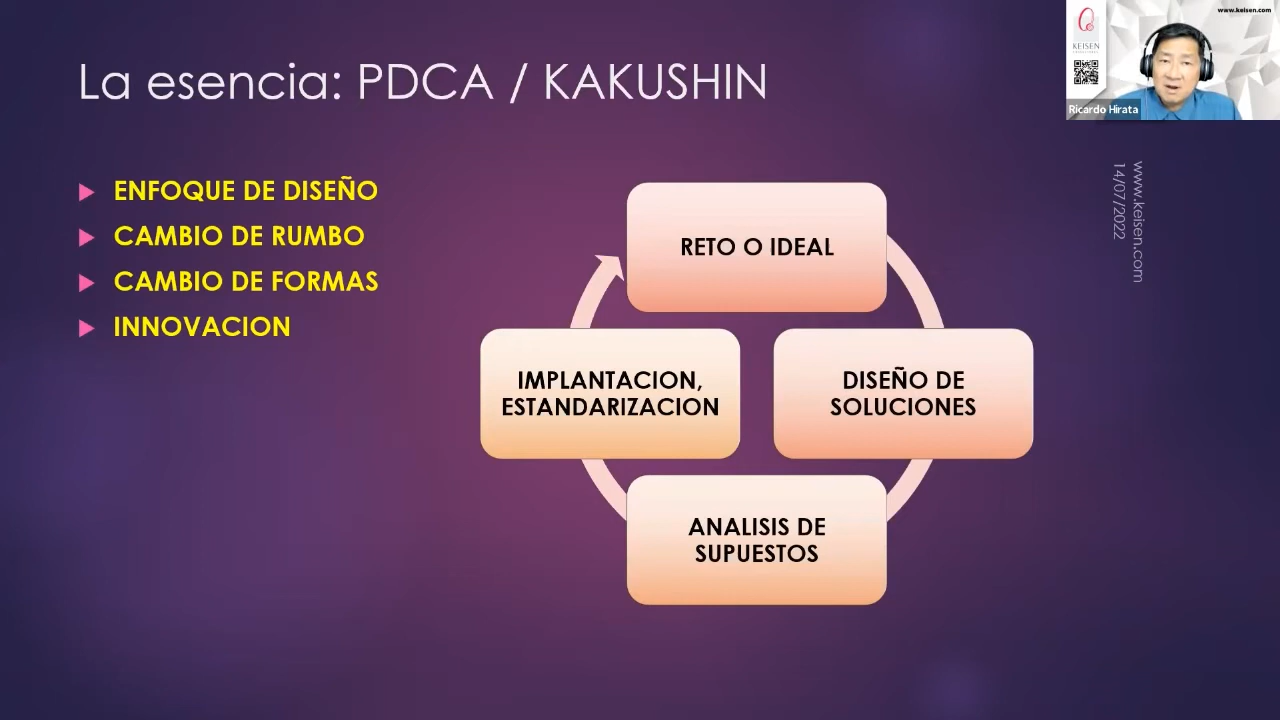 La esencia: PDCA / KAKUSHIN
www.keisen.com
KEISEN
Ricardo Hirata
ENFOQUE DE DISEÑO
CAMBIO DE RUMBO
CAMBIO DE FORMAS
INNOVACION
RETO O IDEAL
DISEÑO DE
SOLUCIONES
ANALISIS DE
SUPUESTOS
IMPLANTACION,
ESTANDARIZACION
www.keisen.com
14/07/2022